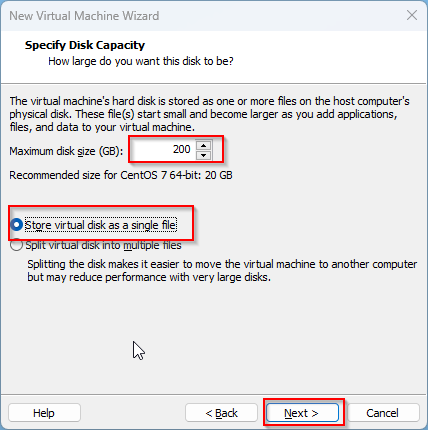 New Virtual Machine Wizard
Specify Disk Capacity
How large do you want this disk to be?
The virtual machine's hard disk is stored as one or more files on the host computer's
physical disk. These file(s) start small and become larger as you add applications,
files, and data to your virtual machine.
Maximum disk size (GB): 200
Recommended size for CentOS 7 64-bit: 20 GB
Store virtual disk as a single file
Split virtual disk into multiple files
Splitting the disk makes it easier to move the virtual machine to another computer
but may reduce performance with very large disks.
Help < Back Next > Cancel